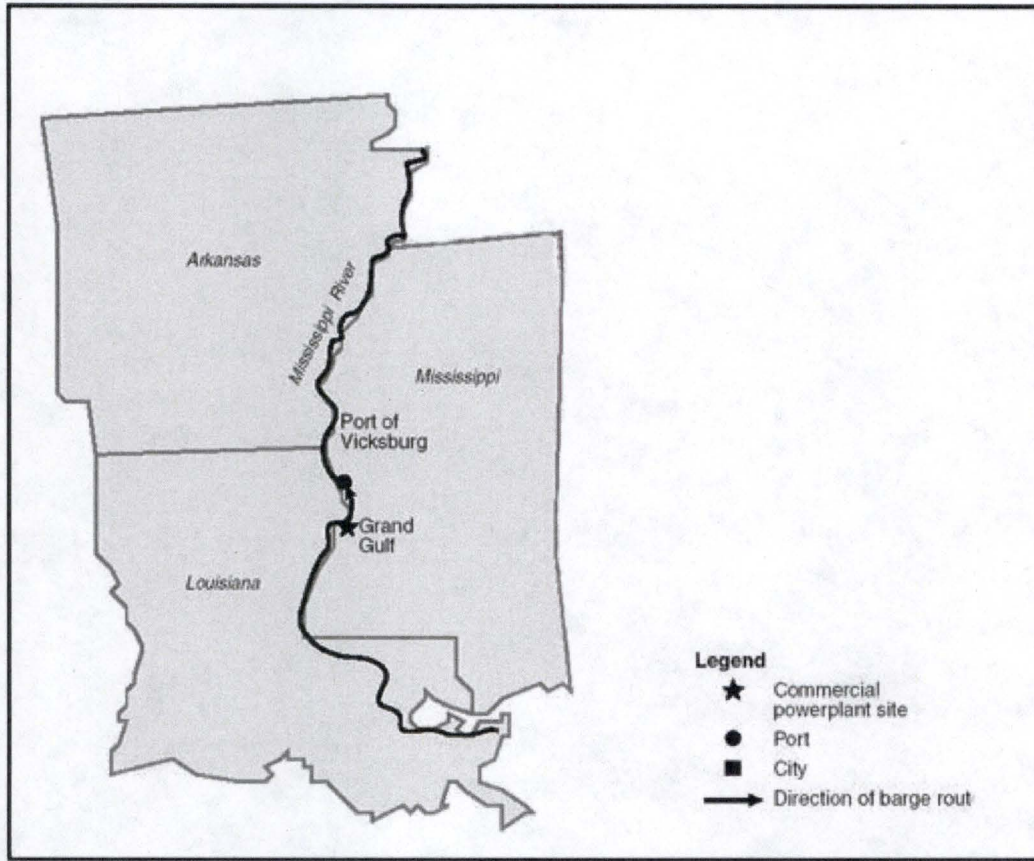 Arkansas
Mississippi River
Mississippi
Port of
Vicksburg
Grand
Gulf
Louisiana
Legend
Commercial
powerplant site
Port
City
Direction of barge rout